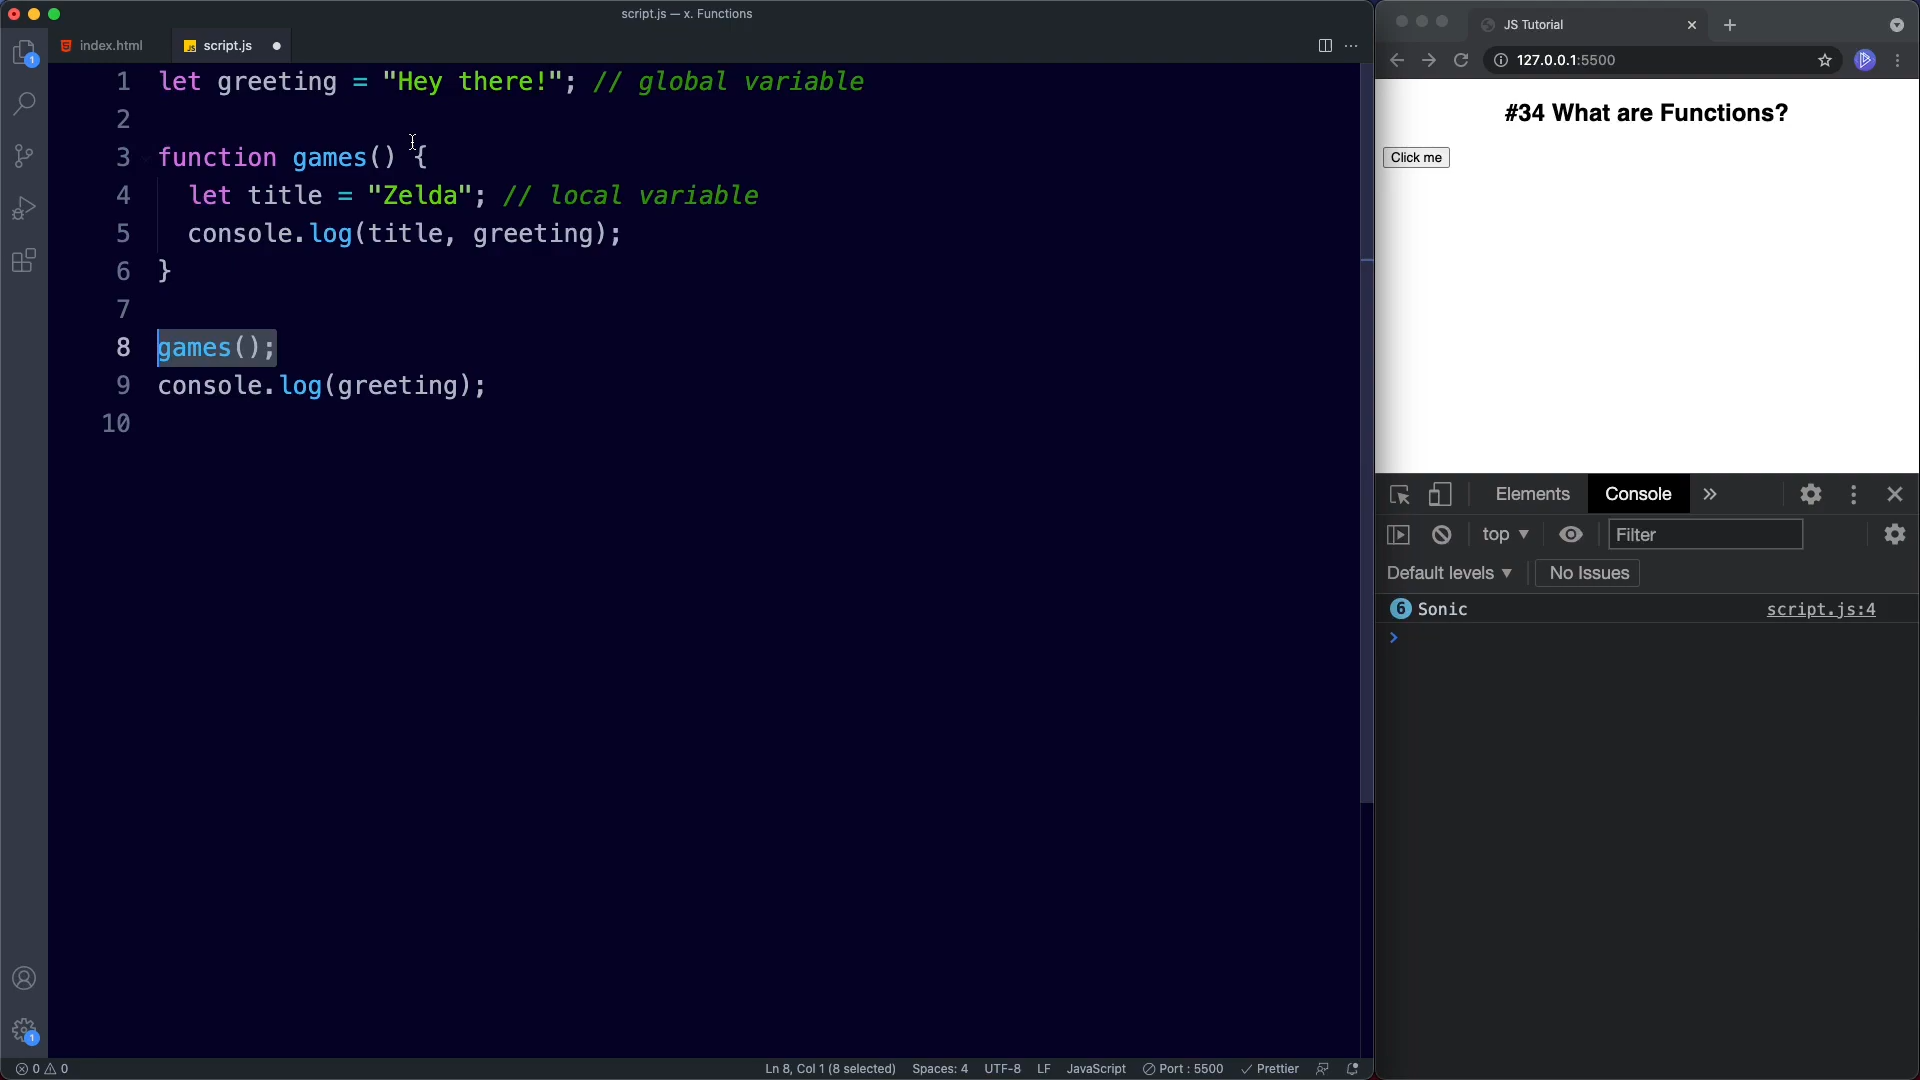 script.js — x. Functions
index.html
JS script.js
1 let greeting = "Hey there!"; // global variable
2
3 function games() {
4 let title = "Zelda"; // local variable
5 console.log(title, greeting);
6 }
7
8 games();
9 console.log(greeting);
10
1
1
0 0
Ln 8, Col 1 (8 selected) Spaces: 4 UTF-8 LF JavaScript Port : 5500 Prettier
JS Tutorial
127.0.0.1:5500
#34 What are Functions?
Click me
Elements Console
top Filter
Default levels No Issues
6 Sonic script.js:4